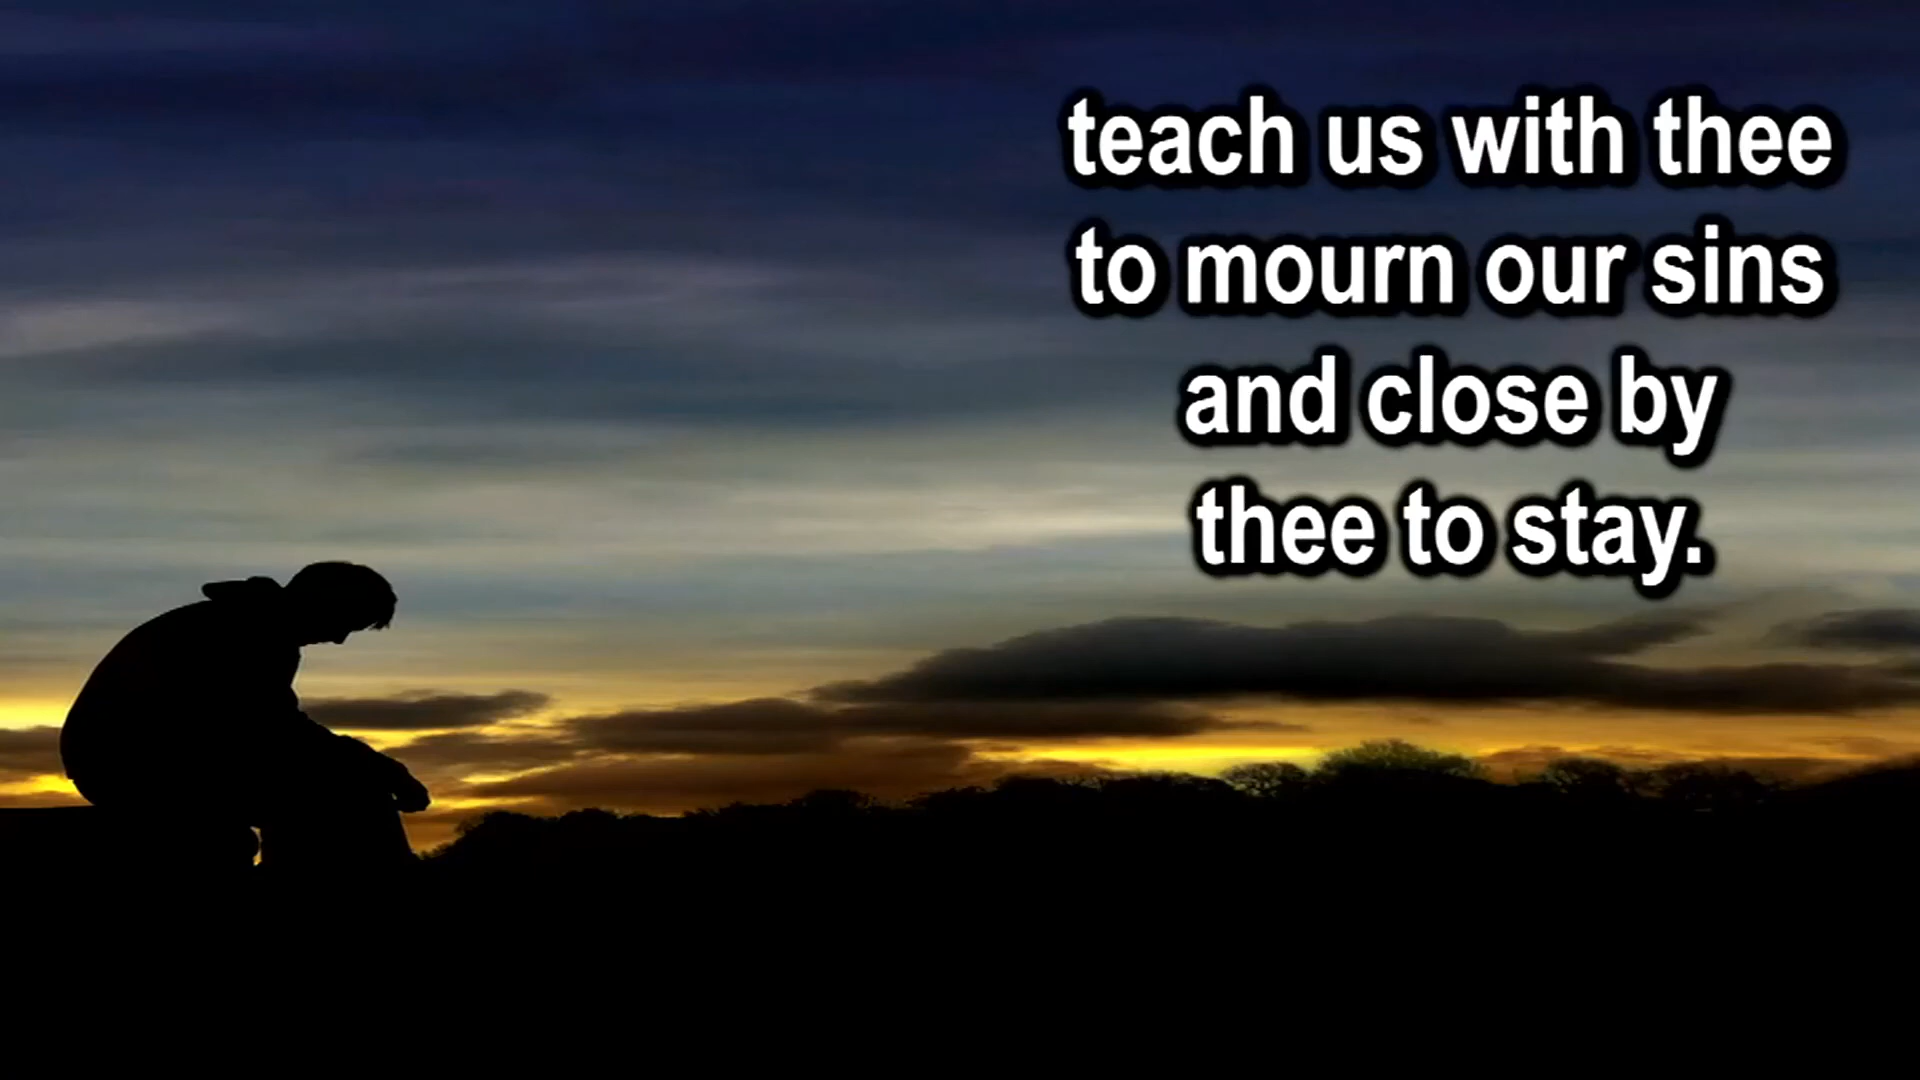 teach us with thee
to mourn our sins
and close by
thee to stay.